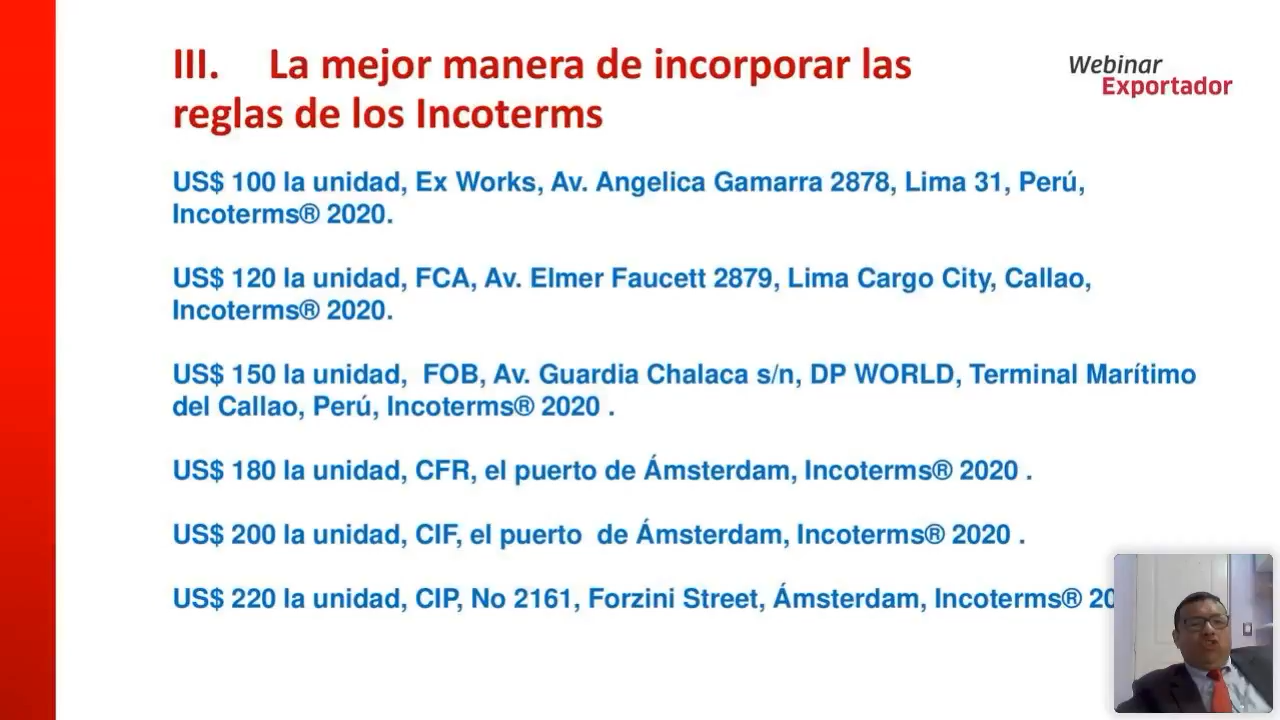 III. La mejor manera de incorporar las
reglas de los Incoterms
Webinar
Exportador
US$ 100 la unidad, Ex Works, Av. Angelica Gamarra 2878, Lima 31, Perú,
Incoterms® 2020.
US$ 120 la unidad, FCA, Av. Elmer Faucett 2879, Lima Cargo City, Callao,
Incoterms® 2020.
US$ 150 la unidad, FOB, Av. Guardia Chalaca s/n, DP WORLD, Terminal Marítimo
del Callao, Perú, Incoterms® 2020 .
US$ 180 la unidad, CFR, el puerto de Ámsterdam, Incoterms® 2020 .
US$ 200 la unidad, CIF, el puerto de Ámsterdam, Incoterms® 2020 .
US$ 220 la unidad, CIP, No 2161, Forzini Street, Ámsterdam, Incoterms®